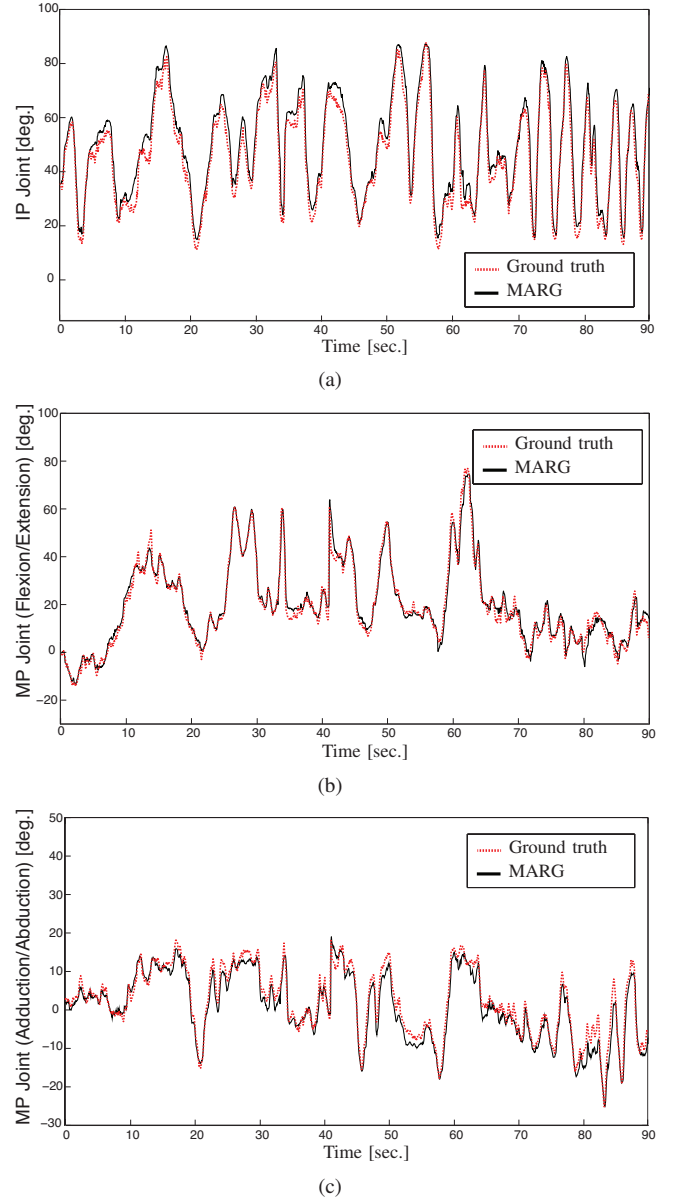 100
80
60
40
20
0
IP Joint [deg.]
Ground truth
MARG
0 10 20 30 40 50 60 70 80 90
Time [sec.]
(a)
100
80
60
40
20
0
−20
MP Joint (Flexion/Extension) [deg.]
Ground truth
MARG
0 10 20 30 40 50 60 70 80 90
Time [sec.]
(b)
50
40
30
20
10
0
−10
−20
−30
MP Joint (Adduction/Abduction) [deg.]
Ground truth
MARG
0 10 20 30 40 50 60 70 80 90
Time [sec.]
(c)